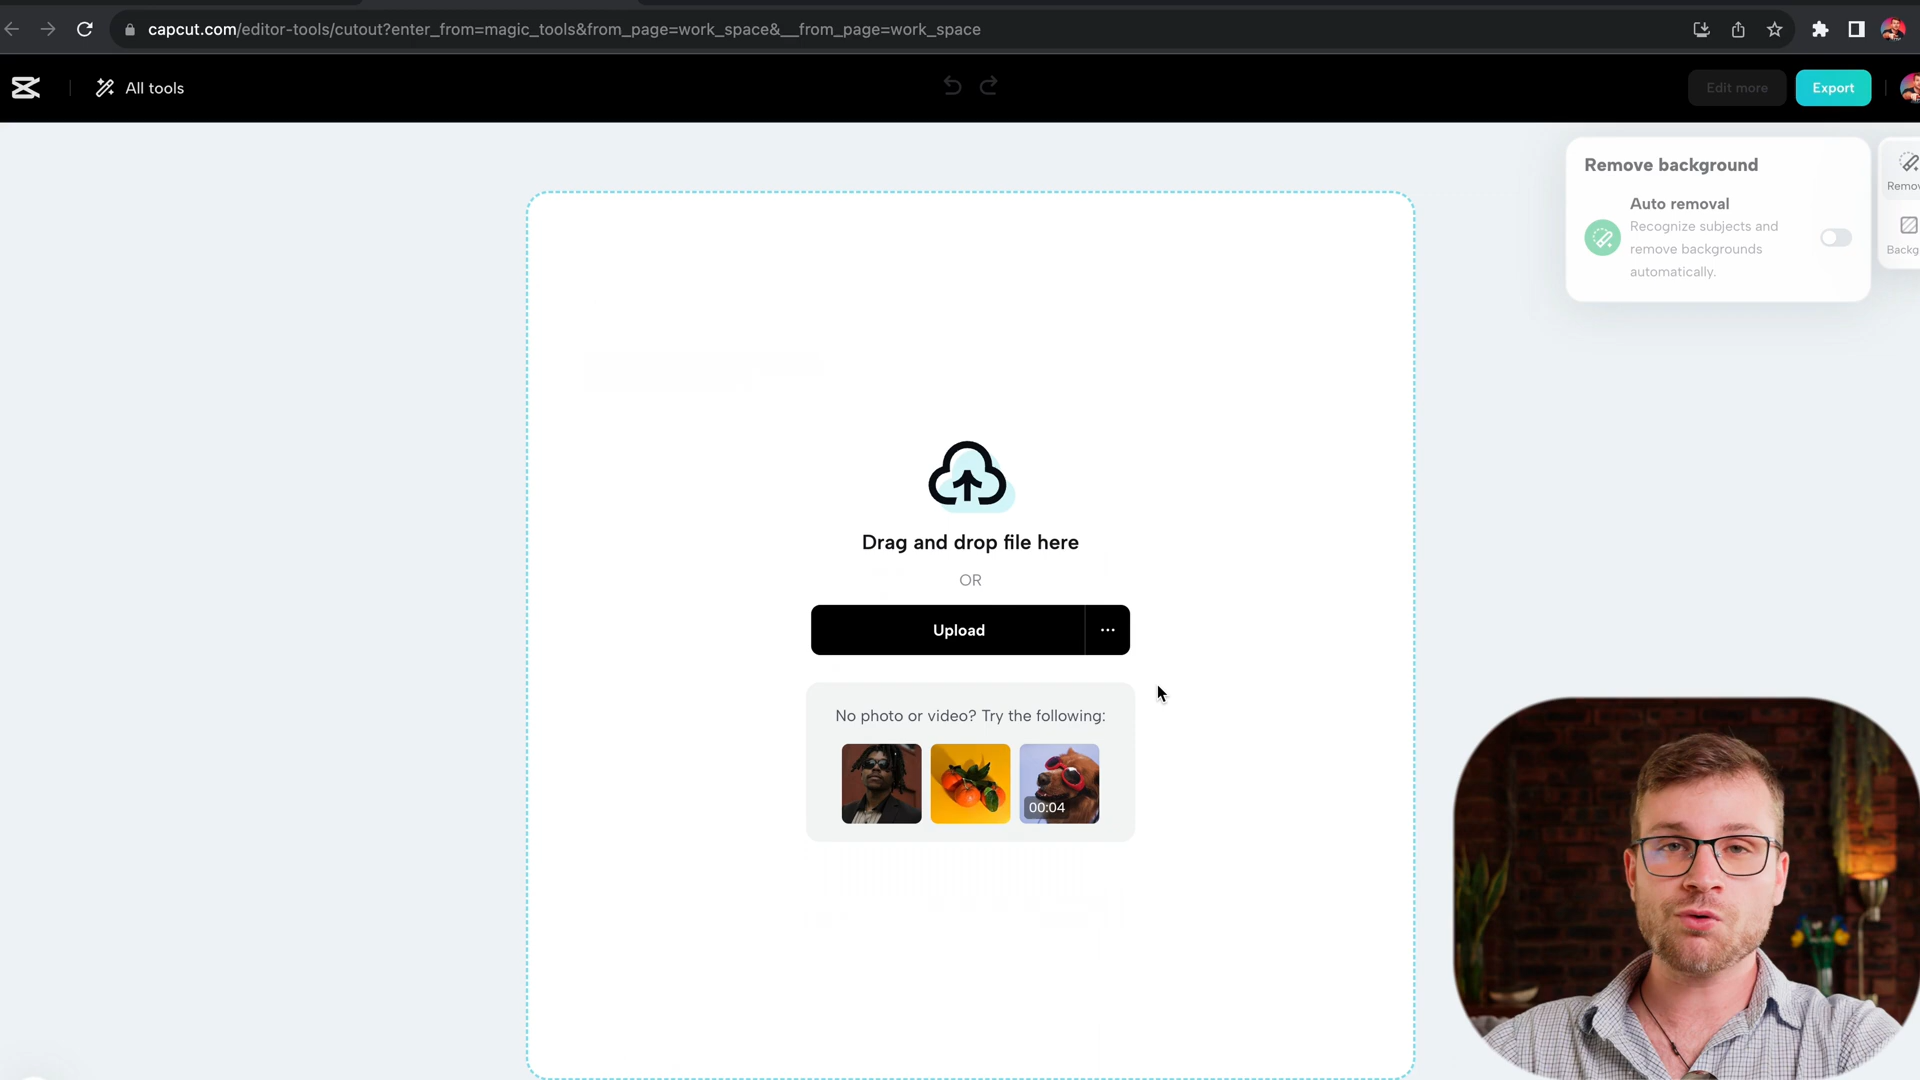 capcut.com/editor-tools/cutout?enter_from=magic_tools&from_page=work_space&__from_page=work_space
All tools
Edit more
Export
Remove background
Auto removal
Recognize subjects and
remove backgrounds
automatically.
Remov
Backg
Drag and drop file here
OR
Upload
No photo or video? Try the following:
00:04